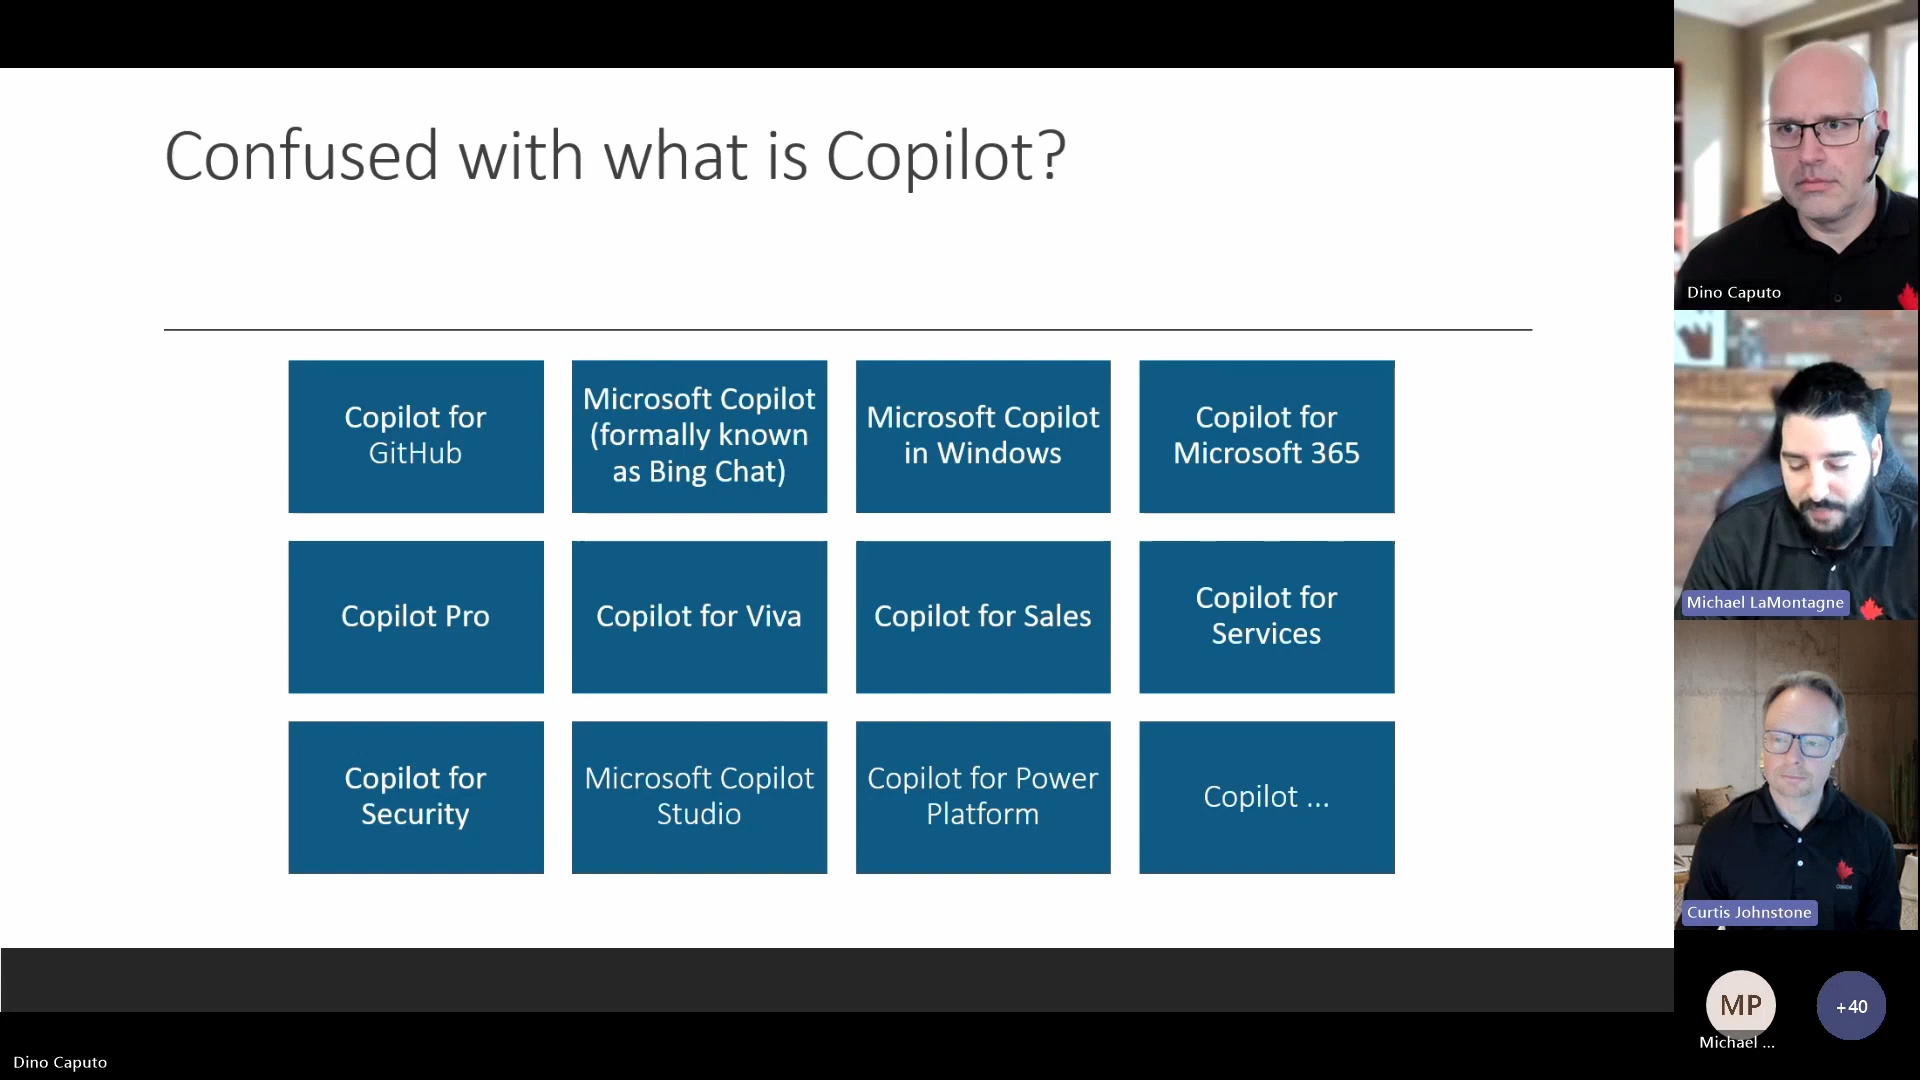 Confused with what is Copilot?
Copilot for
GitHub
Microsoft Copilot
(formally known
as Bing Chat)
Microsoft Copilot
in Windows
Copilot for
Microsoft 365
Copilot Pro
Copilot for Viva
Copilot for Sales
Copilot for
Services
Copilot for
Security
Microsoft Copilot
Studio
Copilot for Power
Platform
Copilot ...
Dino Caputo
Michael LaMontagne
Curtis Johnstone
MP
Michael ...
+40
Dino Caputo